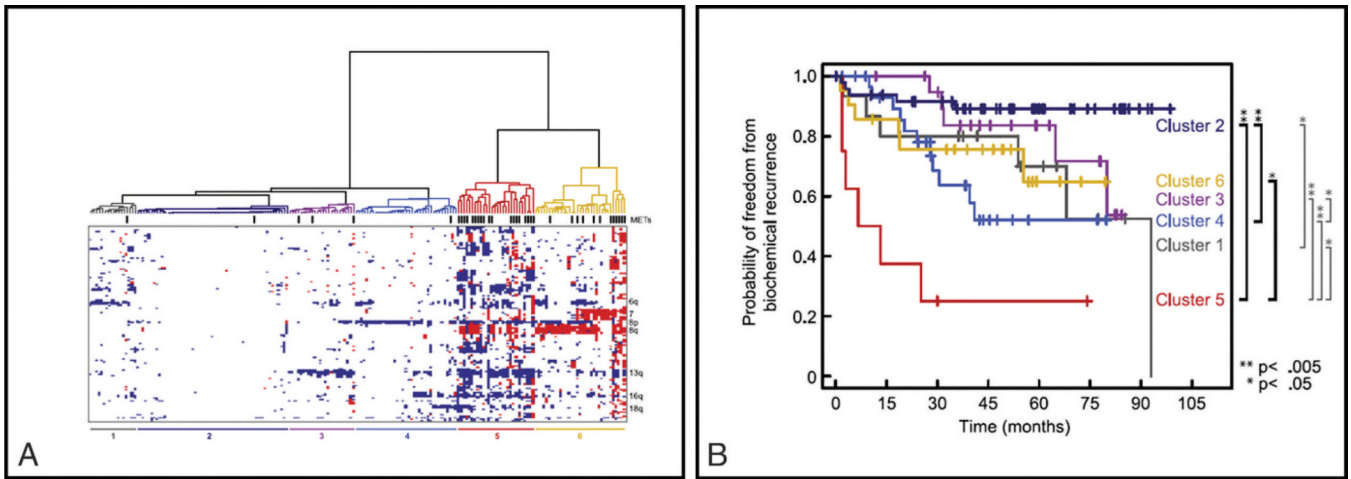 METs
6q
7
8p
8q
13q
16q
18q
1 2 3 4 5 6
A
Probability of freedom from
biochemical recurrence
1.0
0.8
0.6
0.4
0.2
0
Cluster 2
Cluster 6
Cluster 3
Cluster 4
Cluster 1
Cluster 5
** ** *
*
** *
**
*
** p< .005
* p< .05
0 15 30 45 60 75 90 105
Time (months)
B